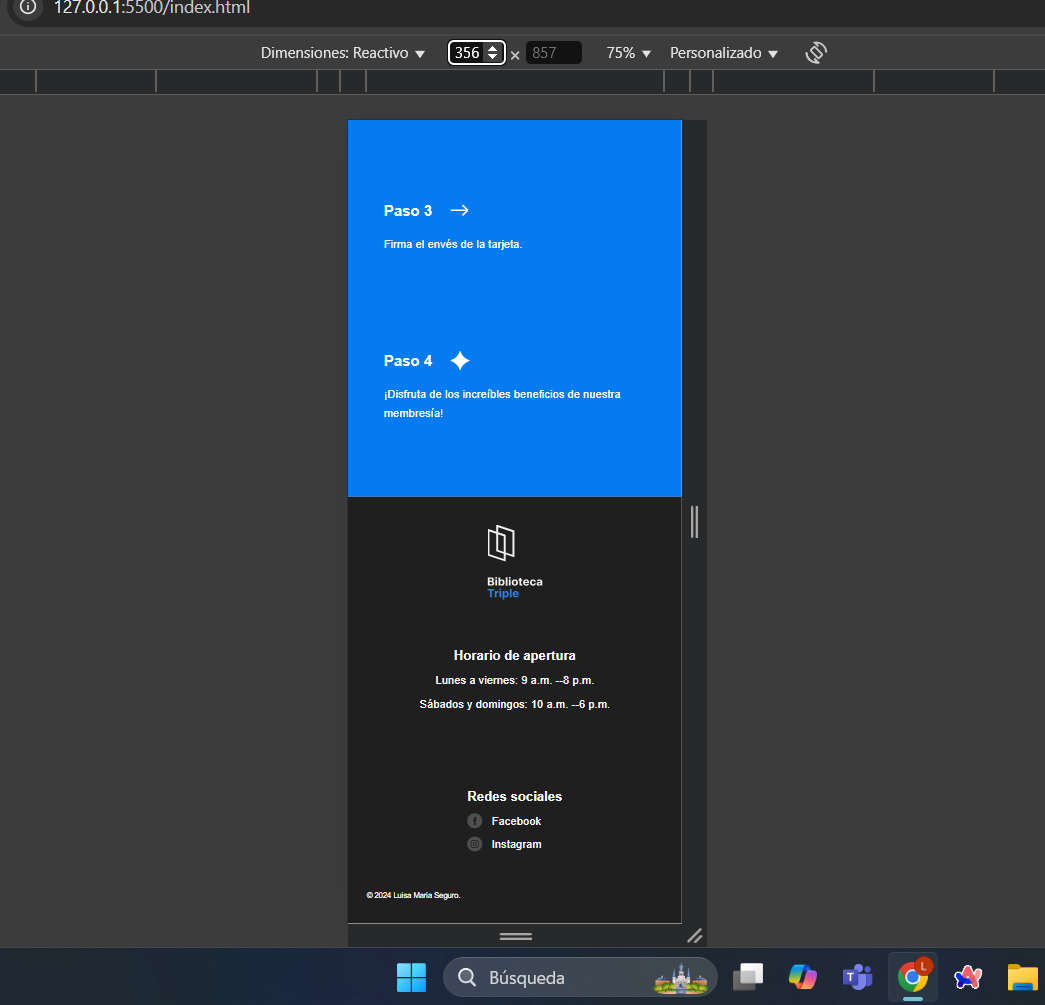 127.0.0.1:5500/index.html
Dimensiones: Reactivo ▼ 356 × 857 75% ▼ Personalizado ▼
Paso 3 →
Firma el envés de la tarjeta.
Paso 4
¡Disfruta de los increíbles beneficios de nuestra
membresía!
Biblioteca
Triple
Horario de apertura
Lunes a viernes: 9 a.m. --8 p.m.
Sábados y domingos: 10 a.m. --6 p.m.
Redes sociales
Facebook
Instagram
© 2024 Luisa Maria Seguro.
Búsqueda
L